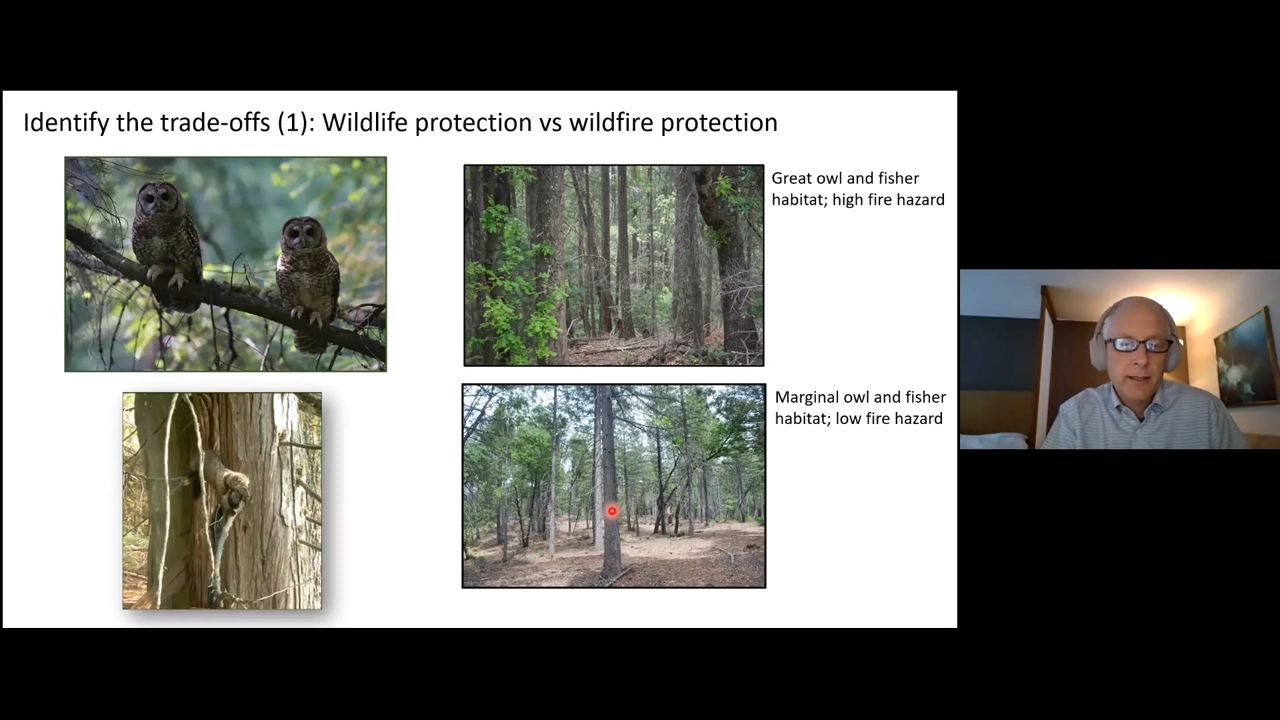 Identify the trade-offs (1): Wildlife protection vs wildfire protection
Great owl and fisher
habitat; high fire hazard
Marginal owl and fisher
habitat; low fire hazard